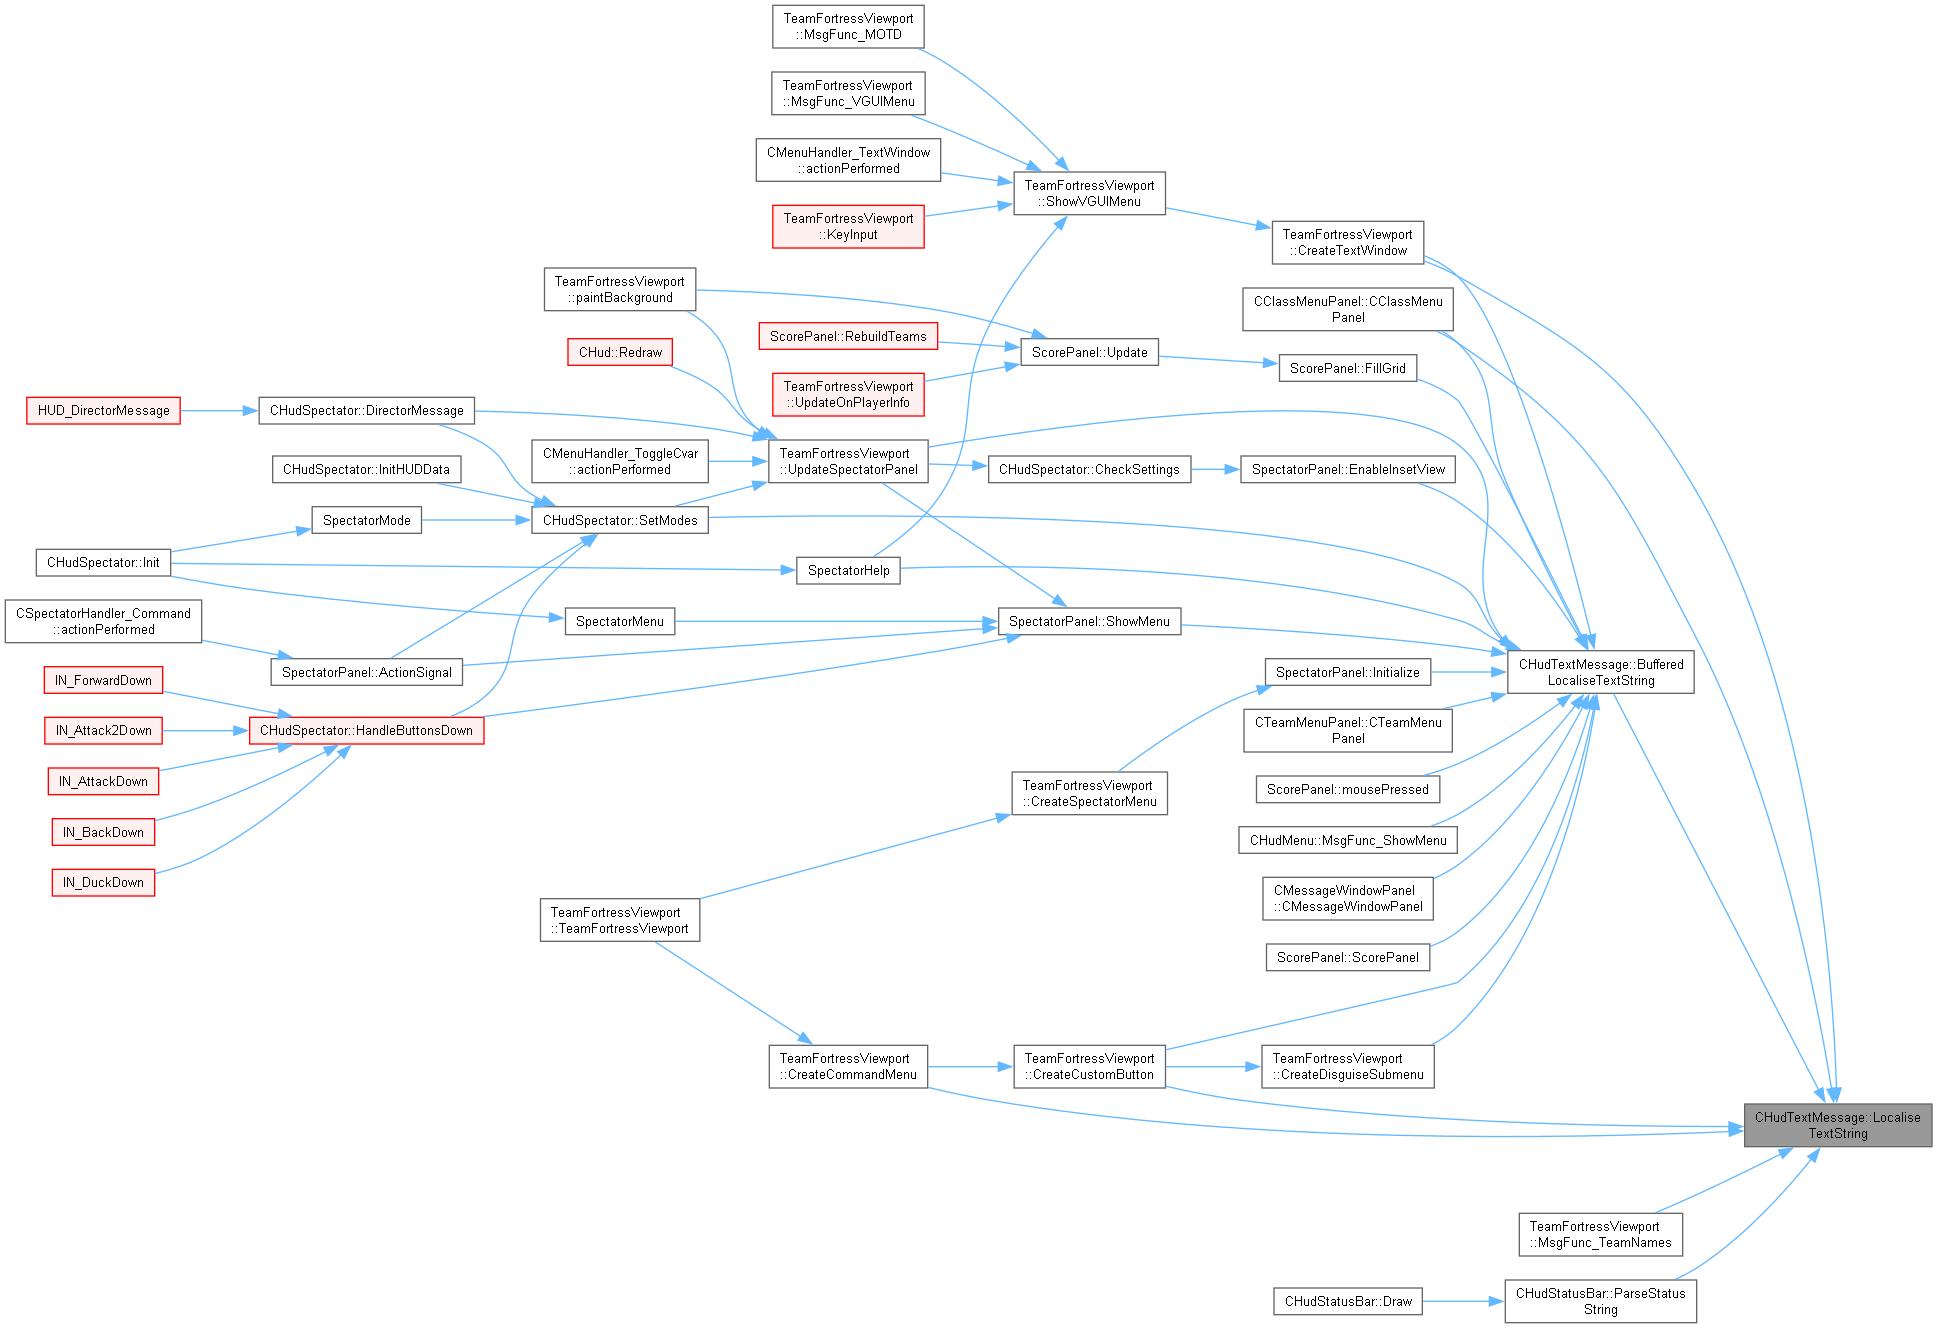 TeamFortressViewport
::MsgFunc_MOTD
TeamFortressViewport
::MsgFunc_VGUIMenu
CMenuHandler_TextWindow
::actionPerformed
TeamFortressViewport
::ShowVGUIMenu
TeamFortressViewport
::KeyInput
TeamFortressViewport
::CreateTextWindow
TeamFortressViewport
::paintBackground
CClassMenuPanel::CClassMenu
Panel
ScorePanel::RebuildTeams
CHud::Redraw
ScorePanel::Update
ScorePanel::FillGrid
TeamFortressViewport
::UpdateOnPlayerInfo
HUD_DirectorMessage
CHudSpectator::DirectorMessage
CMenuHandler_ToggleCvar
::actionPerformed
TeamFortressViewport
::UpdateSpectatorPanel
CHudSpectator::CheckSettings
SpectatorPanel::EnableInsetView
CHudSpectator::InitHUDData
SpectatorMode
CHudSpectator::SetModes
CHudSpectator::Init
SpectatorHelp
CSpectatorHandler_Command
::actionPerformed
SpectatorMenu
SpectatorPanel::ShowMenu
SpectatorPanel::ActionSignal
SpectatorPanel::Initialize
CHudTextMessage::Buffered
LocaliseTextString
IN_ForwardDown
IN_Attack2Down
CHudSpectator::HandleButtonsDown
CTeamMenuPanel::CTeamMenu
Panel
IN_AttackDown
TeamFortressViewport
::CreateSpectatorMenu
ScorePanel::mousePressed
IN_BackDown
CHudMenu::MsgFunc_ShowMenu
IN_DuckDown
CMessageWindowPanel
::CMessageWindowPanel
TeamFortressViewport
::TeamFortressViewport
ScorePanel::ScorePanel
TeamFortressViewport
::CreateCommandMenu
TeamFortressViewport
::CreateCustomButton
TeamFortressViewport
::CreateDisguiseSubmenu
CHudTextMessage::Localise
TextString
TeamFortressViewport
::MsgFunc_TeamNames
CHudStatusBar::Draw
CHudStatusBar::ParseStatus
String